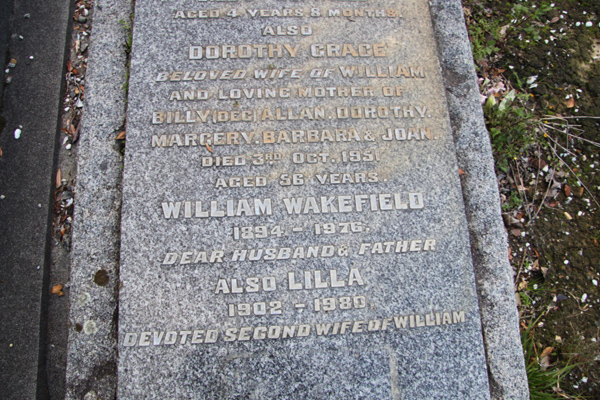 AGED 4 YEARS 8 MONTHS.
ALSO
DOROTHY GRACE
BELOVED WIFE OF WILLIAM
AND LOVING MOTHER OF
BILLY (DEC) ALLAN, DOROTHY,
MARGERY, BARBARA & JOAN.
DIED 3RD OCT. 1951
AGED 56 YEARS.
WILLIAM WAKEFIELD
1894 - 1976.
DEAR HUSBAND & FATHER
ALSO LILLA
1902 - 1980.
DEVOTED SECOND WIFE OF WILLIAM